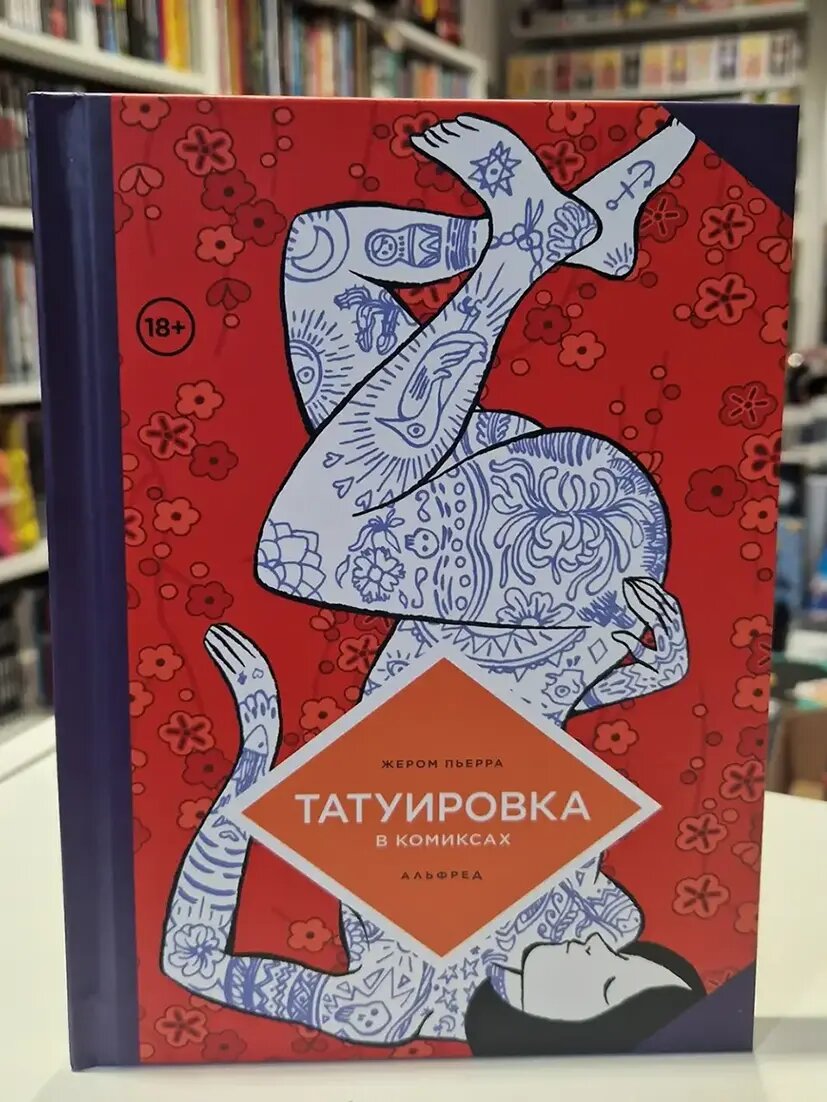 18+
ЖЕРОМ ПЬЕРРА
ТАТУИРОВКА
В КОМИКСАХ
АЛЬФРЕД